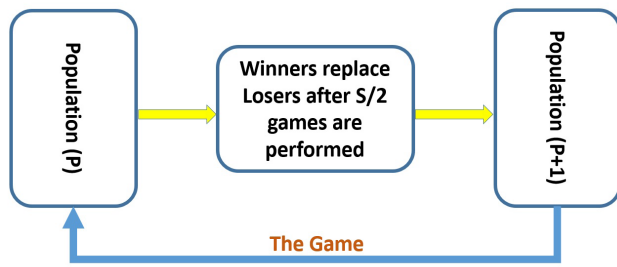 Population (P)
Winners replace
Losers after S/2
games are
performed
Population (P+1)
The Game